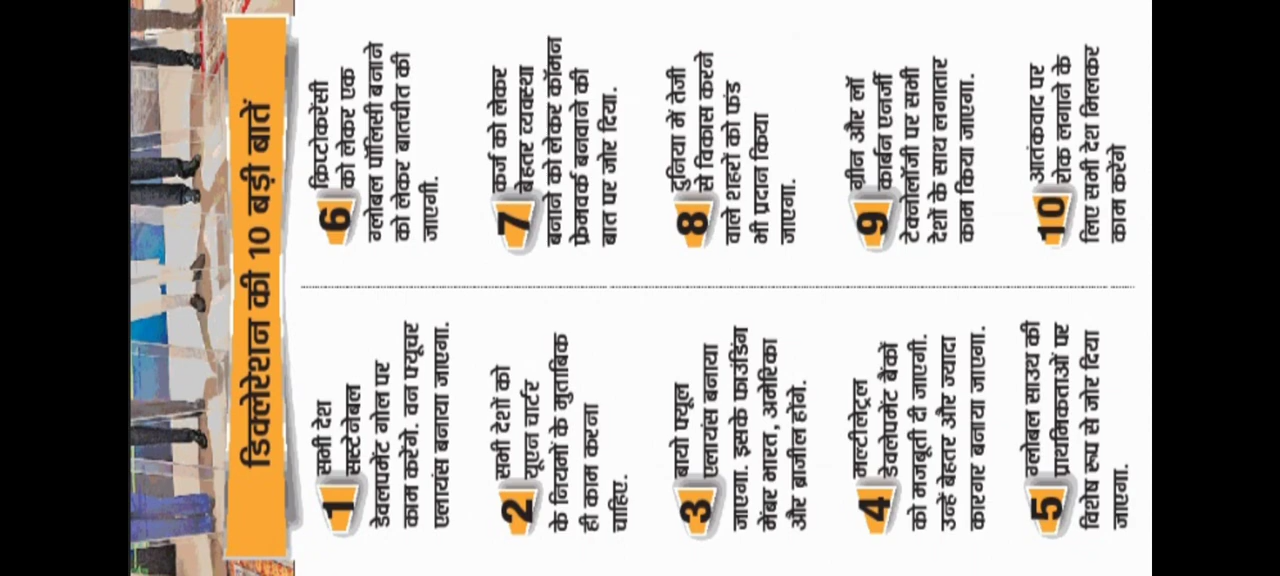 डिक्लेरेशन की 10 बड़ी बातें
1 सभी देश
सस्टेनेबल
डेवलपमेंट गोल पर
काम करेंगे. वन फ्यूचर
एलायंस बनाया जाएगा.
2 सभी देशों को
यूएन चार्टर
के नियमों के मुताबिक
ही काम करना
चाहिए.
3 बायो फ्यूल
एलायंस बनाया
जाएगा. इसके फाउंडिंग
मेंबर भारत, अमेरिका
और ब्राजील होंगे.
4 मल्टीलेट्रल
डेवलेपमेंट बैंकों
को मजबूती दी जाएगी.
उन्हें बेहतर और ज्यादा
कारगर बनाया जाएगा.
5 ग्लोबल साउथ की
प्राथमिकताओं पर
विशेष रूप से जोर दिया
जाएगा.
6 क्रिप्टोकरेंसी
को लेकर एक
ग्लोबल पॉलिसी बनाने
को लेकर बातचीत की
जाएगी.
7 कर्ज को लेकर
बेहतर व्यवस्था
बनाने को लेकर कॉमन
फ्रेमवर्क बनवाने की
बात पर जोर दिया.
8 दुनिया में तेजी
से विकास करने
वाले शहरों को फंड
भी प्रदान किया
जाएगा.
9 ग्रीन और लॉ
कार्बन एनर्जी
टेक्नोलॉजी पर सभी
देशों के साथ लगातार
काम किया जाएगा.
10 आतंकवाद पर
रोक लगाने के
लिए सभी देश मिलकर
काम करेंगे